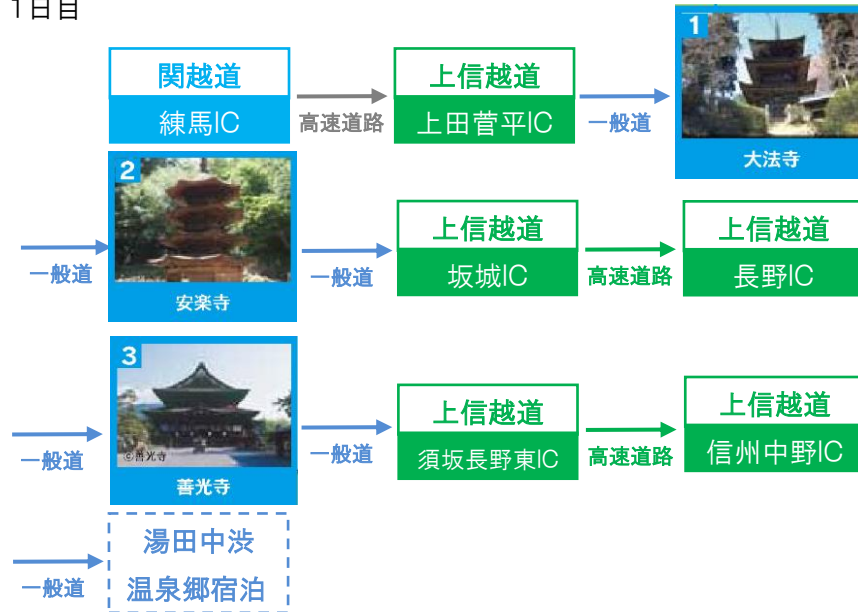 1日目
関越道
練馬IC
高速道路
上信越道
上田菅平IC
一般道
1
大法寺
一般道
2
安楽寺
一般道
上信越道
坂城IC
高速道路
上信越道
長野IC
一般道
3
©善光寺
善光寺
一般道
上信越道
須坂長野東IC
高速道路
上信越道
信州中野IC
一般道
湯田中渋
温泉郷宿泊